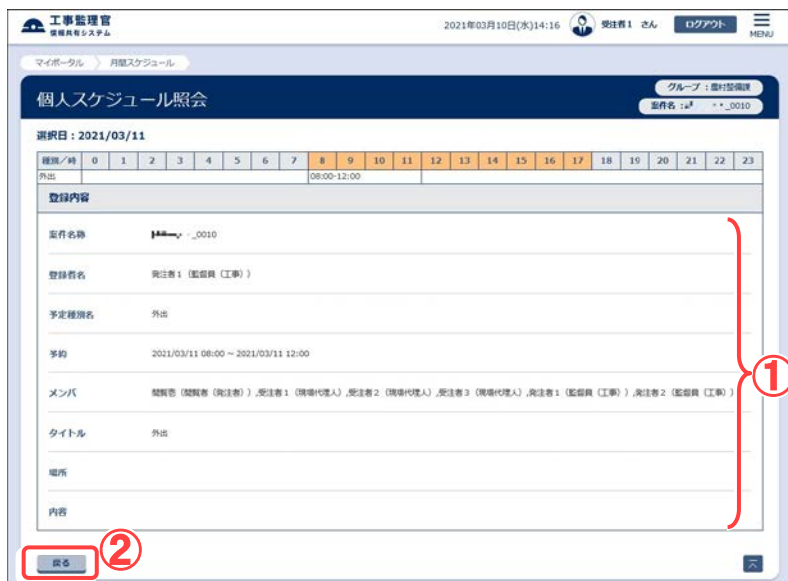 工事監理官
情報共有システム
2021年03月10日(水)14:16 受注者1 さん ログアウト MENU
マイポータル 月間スケジュール
個人スケジュール照会
グループ : 農村整備課
案件名 : _0010
選択日 : 2021/03/11
種別/時 0 1 2 3 4 5 6 7 8 9 10 11 12 13 14 15 16 17 18 19 20 21 22 23
外出 08:00-12:00
登録内容
案件名称 _0010
登録者名 発注者1(監督員(工事))
予定種別名 外出
予約 2021/03/11 08:00 ~ 2021/03/11 12:00
メンバ 閲覧壱(閲覧者(発注者)),受注者1(現場代理人),受注者2(現場代理人),受注者3(現場代理人),発注者1(監督員(工事)),発注者2(監督員(工事))
①
タイトル 外出
場所
内容
戻る ②